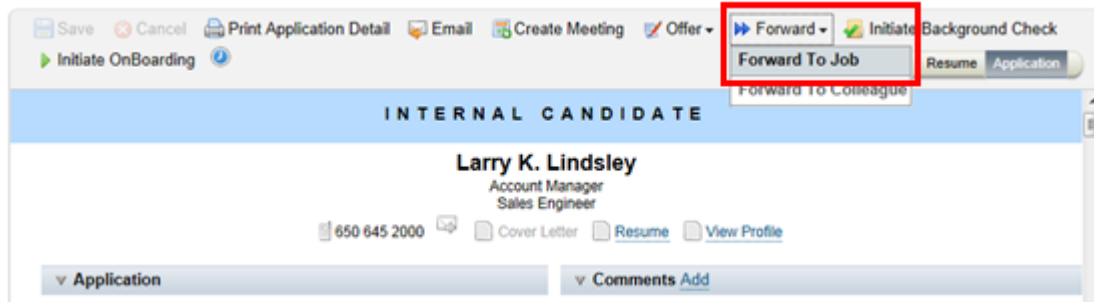 Save Cancel Print Application Detail Email Create Meeting Offer Forward Initiate Background Check
Initiate OnBoarding Forward To Job Resume Application
Forward To Colleague
INTERNAL CANDIDATE
Larry K. Lindsley
Account Manager
Sales Engineer
650 645 2000 Cover Letter Resume View Profile
Application Comments Add